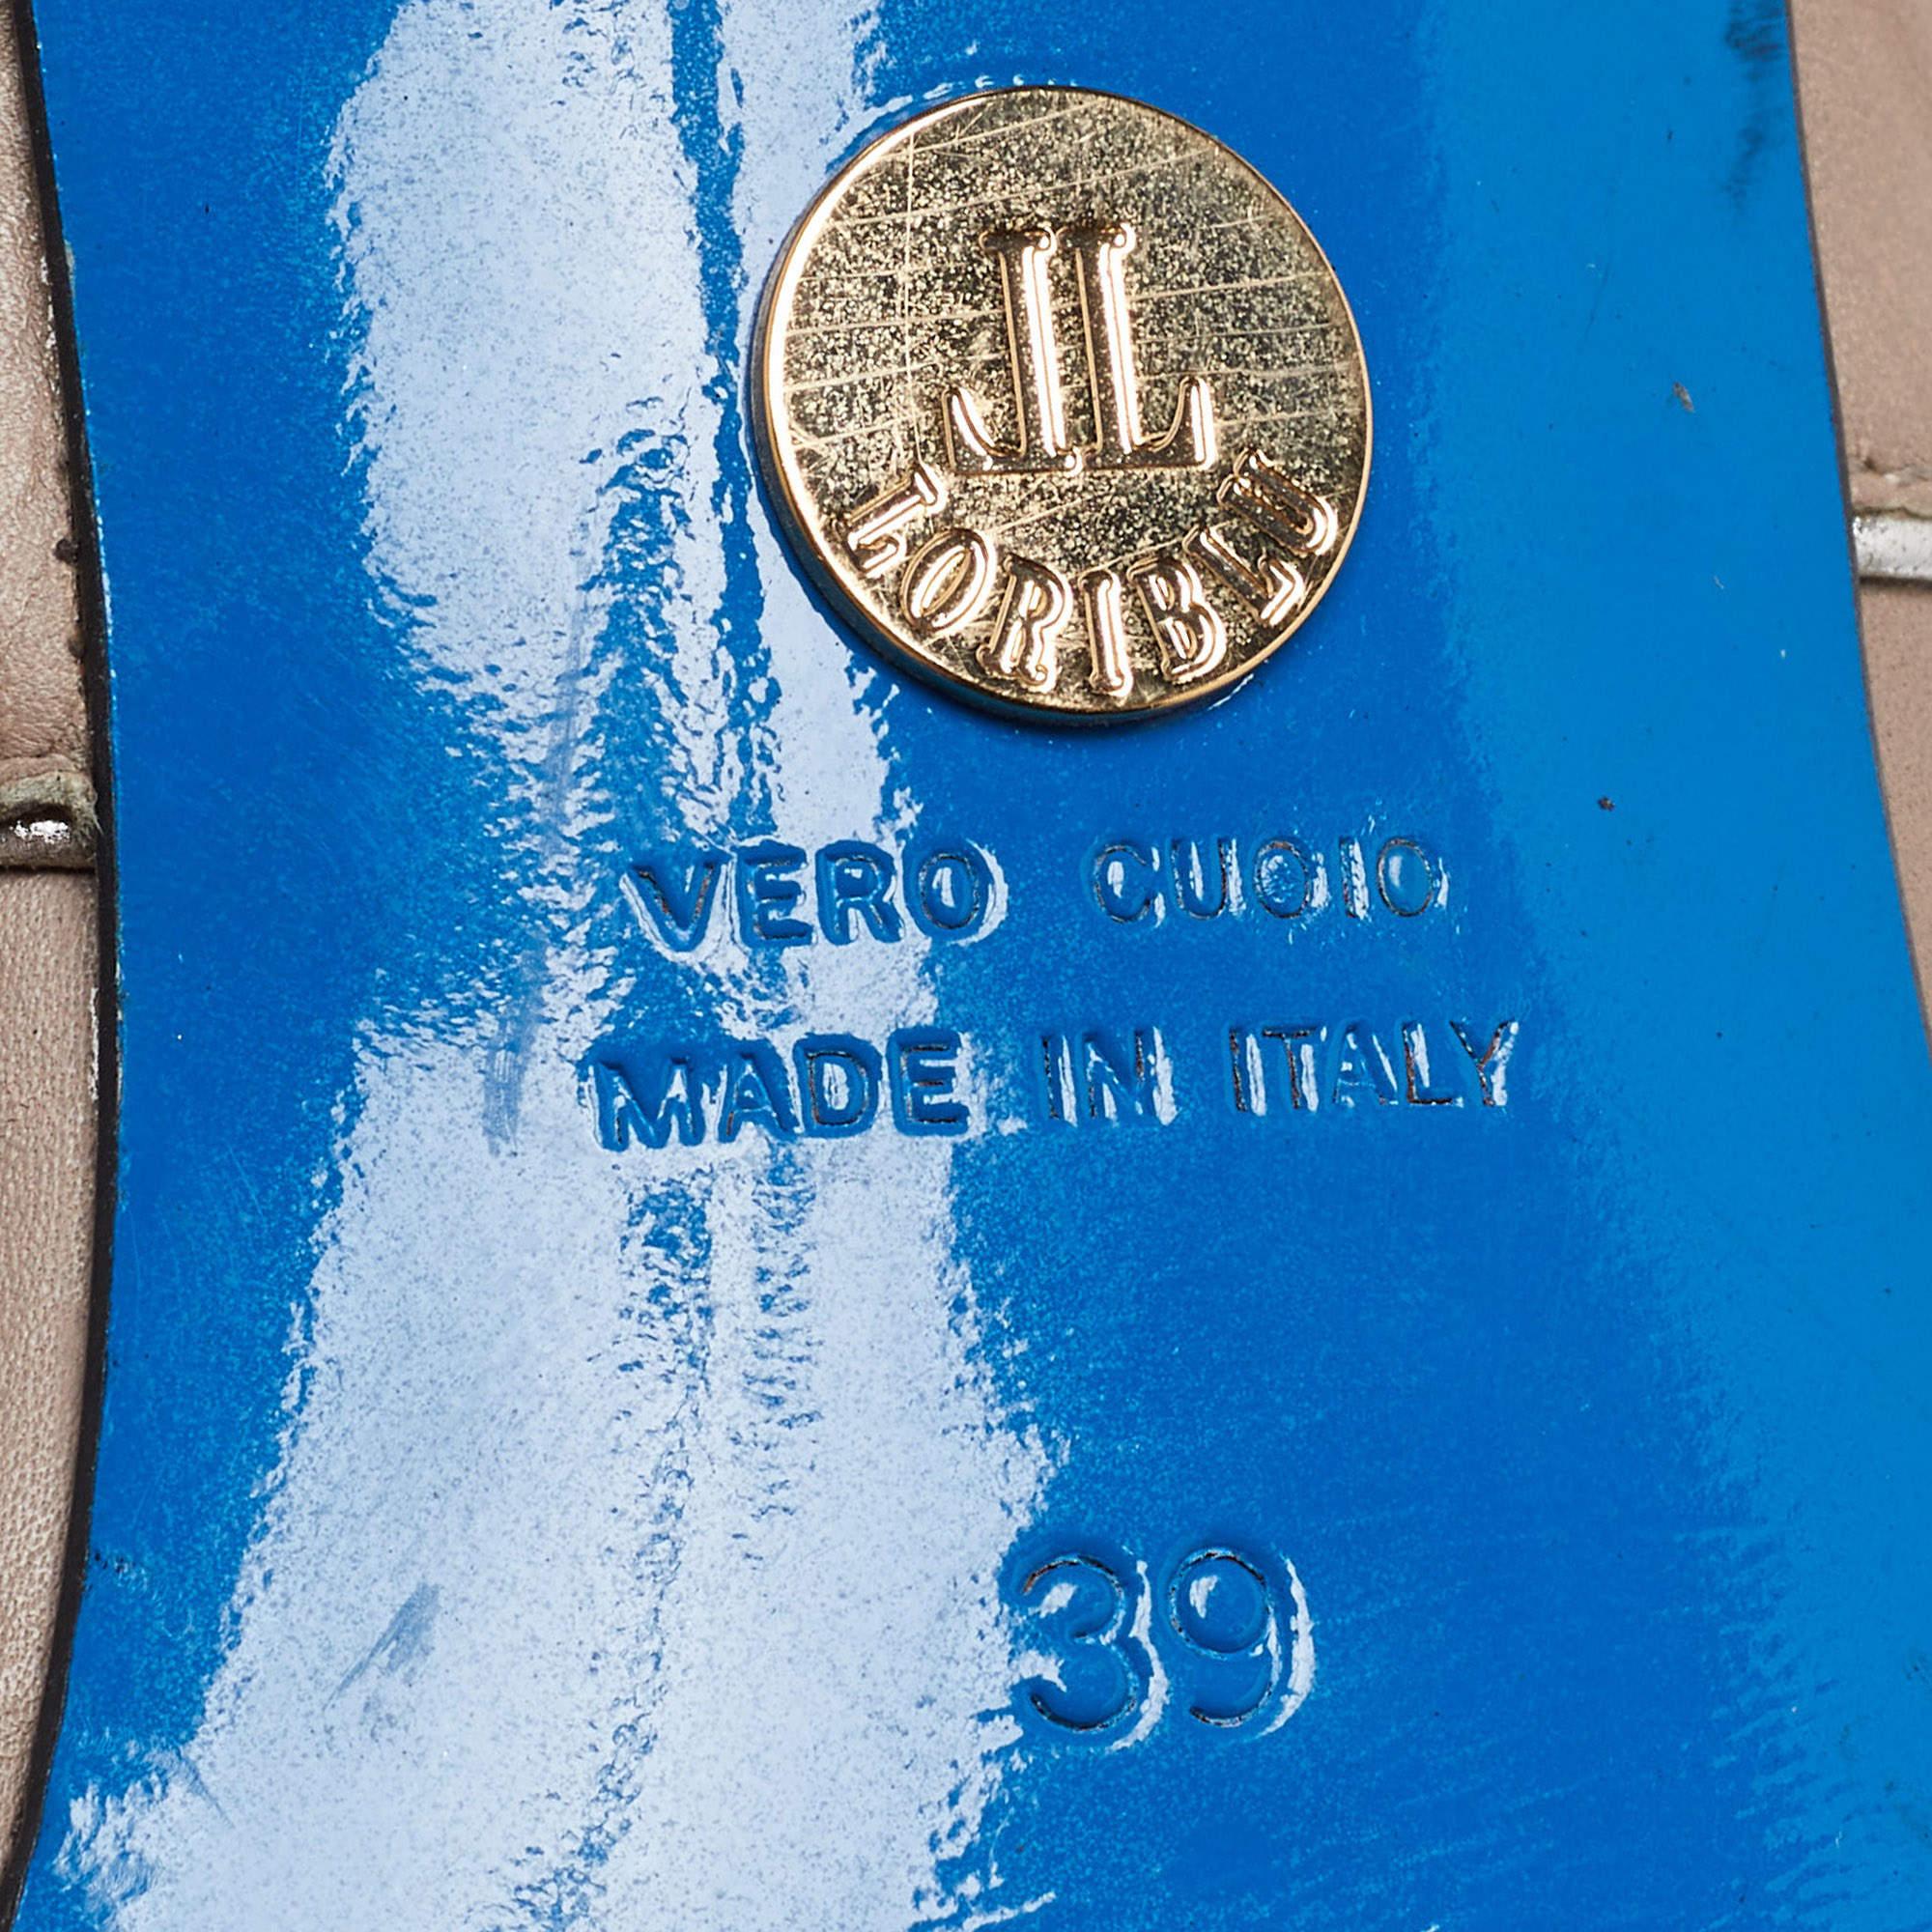 LL
LORIBLU
VERO CUOIO
MADE IN ITALY
39